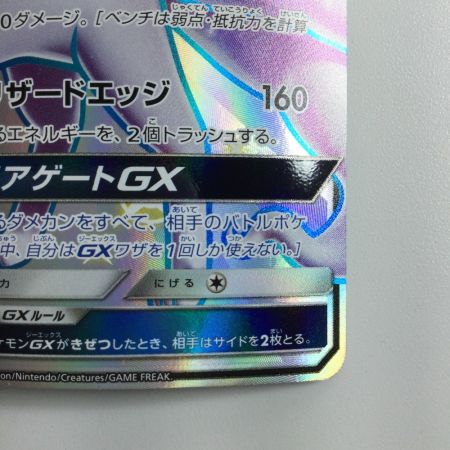 0ダメージ。[ベンチは弱点・抵抗力を計算
リザードエッジ 160
るエネルギーを、2個トラッシュする。
アゲートGX
るダメカンをすべて、相手のバトルポケ
中、自分はGXワザを1回しか使えない。]
力 にげる
GXルール
ケモンGXがきぜつしたとき、相手はサイドを2枚とる。
on/Nintendo/Creatures/GAME FREAK.